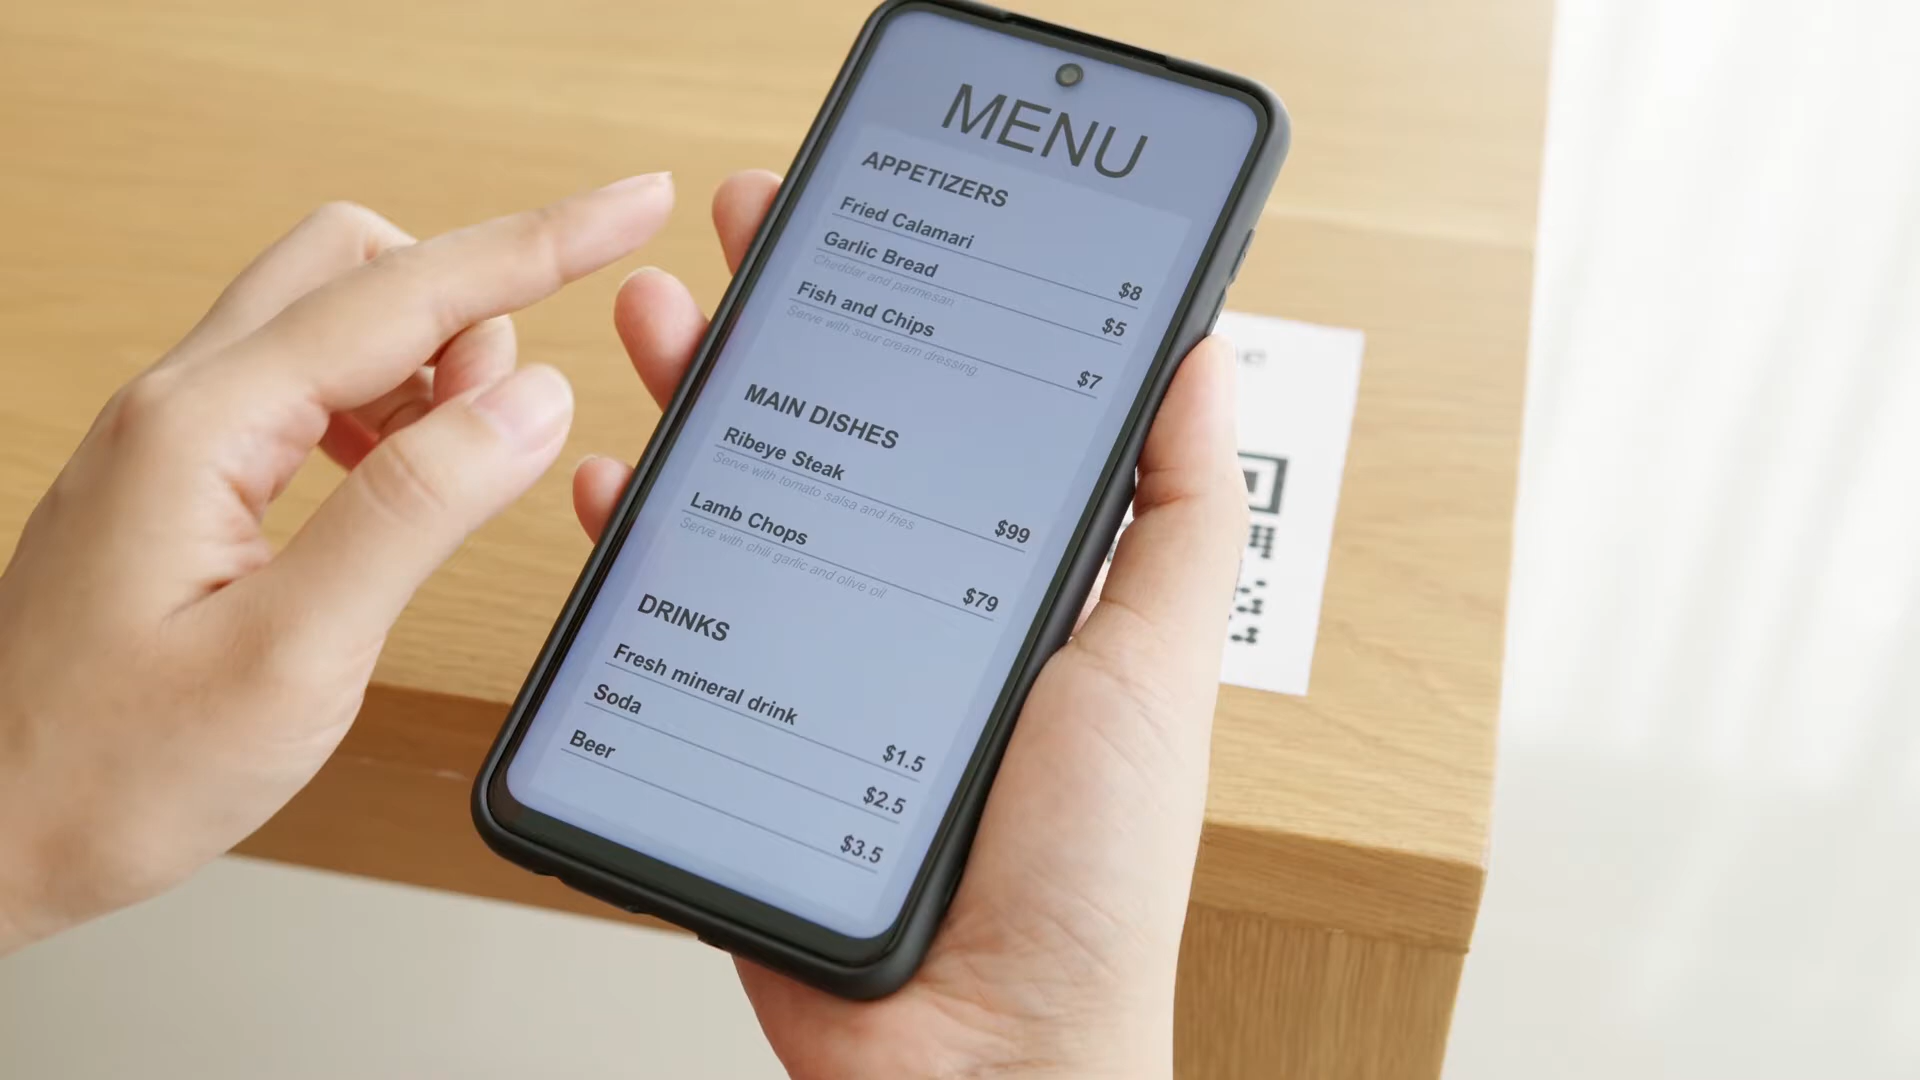 MENU
APPETIZERS
Fried Calamari $8
Garlic Bread $5
Cheddar and parmesan
Fish and Chips $7
Serve with sour cream dressing
MAIN DISHES
Ribeye Steak $99
Serve with tomato salsa and fries
Lamb Chops $79
Serve with chili garlic and olive oil
DRINKS
Fresh mineral drink $1.5
Soda $2.5
Beer $3.5